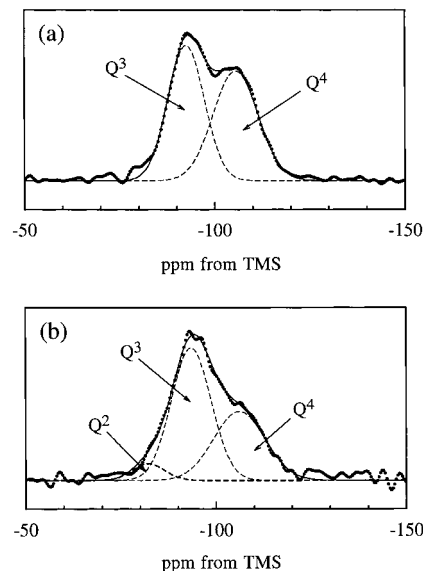 (a)
Q³
Q⁴
-50 -100 -150
ppm from TMS
(b)
Q³
Q⁴
Q²
-50 -100 -150
ppm from TMS